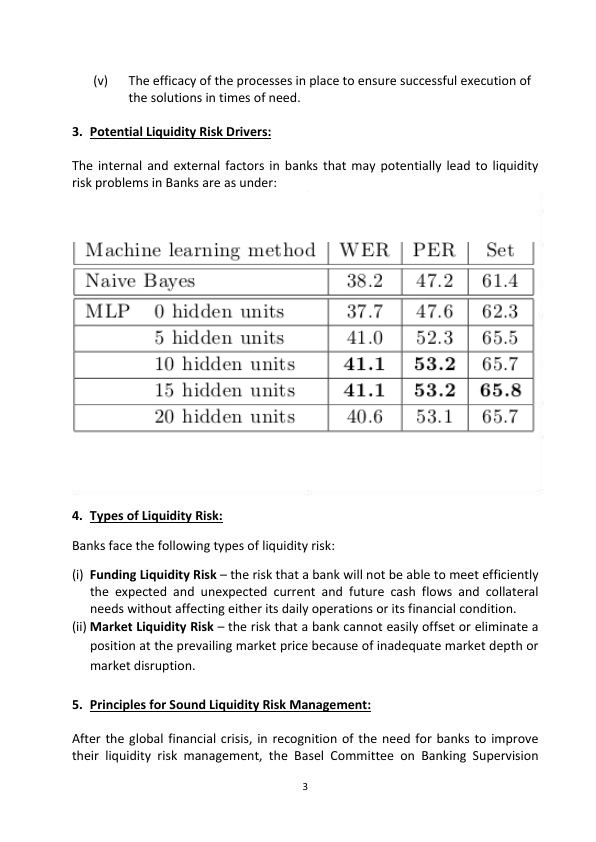 (v) The efficacy of the processes in place to ensure successful execution of
the solutions in times of need.
3. Potential Liquidity Risk Drivers:
The internal and external factors in banks that may potentially lead to liquidity
risk problems in Banks are as under:
Machine learning method WER PER Set
Naive Bayes 38.2 47.2 61.4
MLP 0 hidden units 37.7 47.6 62.3
5 hidden units 41.0 52.3 65.5
10 hidden units 41.1 53.2 65.7
15 hidden units 41.1 53.2 65.8
20 hidden units 40.6 53.1 65.7
4. Types of Liquidity Risk:
Banks face the following types of liquidity risk:
(i) Funding Liquidity Risk – the risk that a bank will not be able to meet efficiently
the expected and unexpected current and future cash flows and collateral
needs without affecting either its daily operations or its financial condition.
(ii) Market Liquidity Risk – the risk that a bank cannot easily offset or eliminate a
position at the prevailing market price because of inadequate market depth or
market disruption.
5. Principles for Sound Liquidity Risk Management:
After the global financial crisis, in recognition of the need for banks to improve
their liquidity risk management, the Basel Committee on Banking Supervision
3